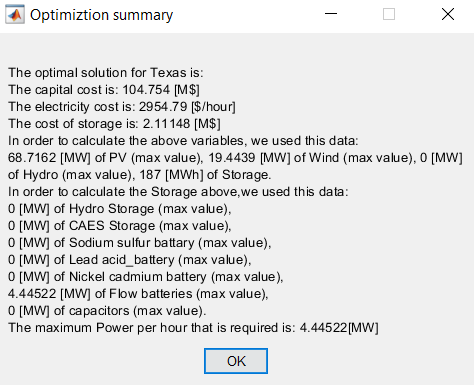 Optimiztion summary
The optimal solution for Texas is:
The capital cost is: 104.754 [M$]
The electricity cost is: 2954.79 [$/hour]
The cost of storage is: 2.11148 [M$]
In order to calculate the above variables, we used this data:
68.7162 [MW] of PV (max value), 19.4439 [MW] of Wind (max value), 0 [MW]
of Hydro (max value), 187 [MWh] of Storage.
In order to calculate the Storage above,we used this data:
0 [MW] of Hydro Storage (max value),
0 [MW] of CAES Storage (max value),
0 [MW] of Sodium sulfur battary (max value),
0 [MW] of Lead acid_battery (max value),
0 [MW] of Nickel cadmium battery (max value),
4.44522 [MW] of Flow batteries (max value),
0 [MW] of capacitors (max value).
The maximum Power per hour that is required is: 4.44522[MW]
OK